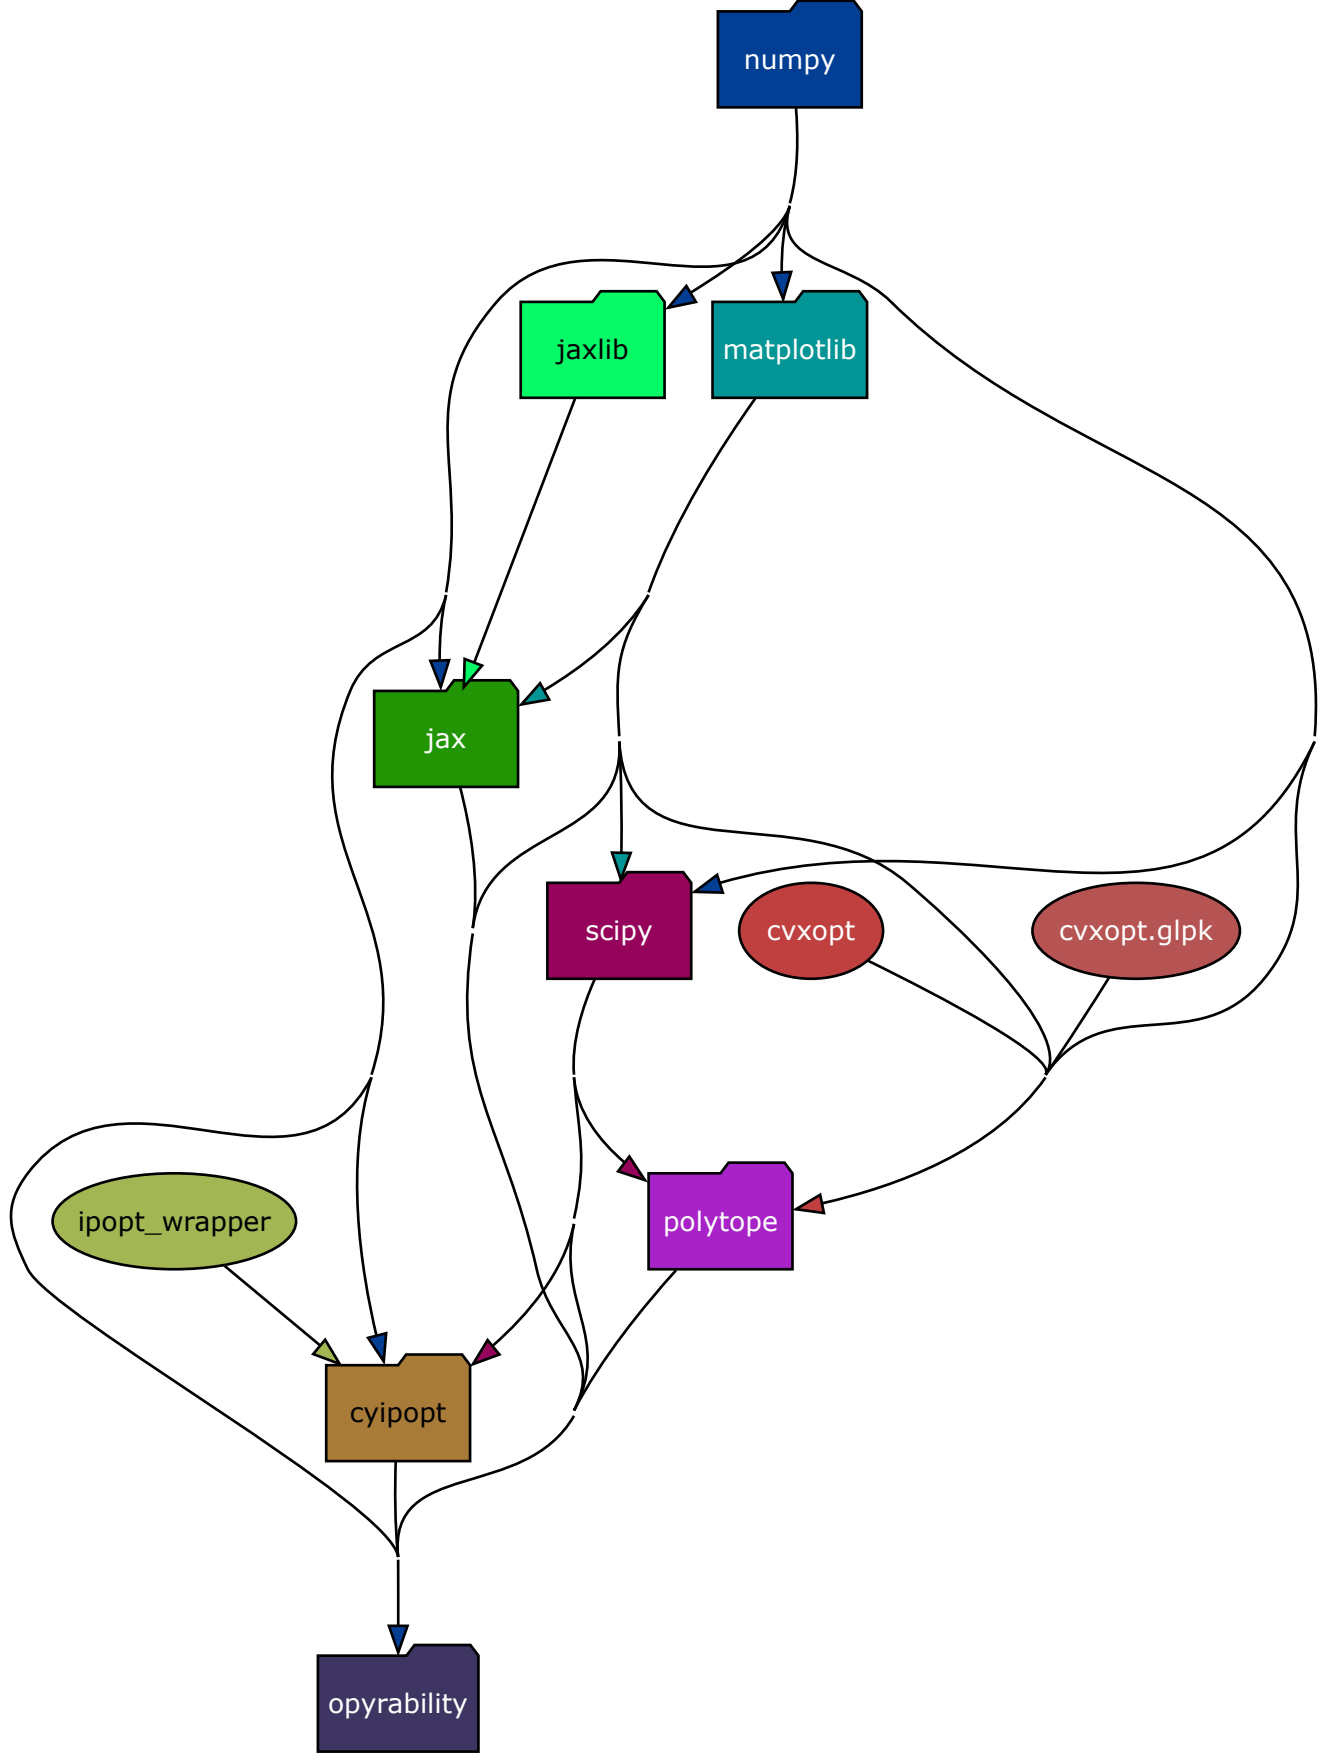 numpy
jaxlib
matplotlib
jax
scipy
cvxopt
cvxopt.glpk
ipopt_wrapper
polytope
cyipopt
opyrability